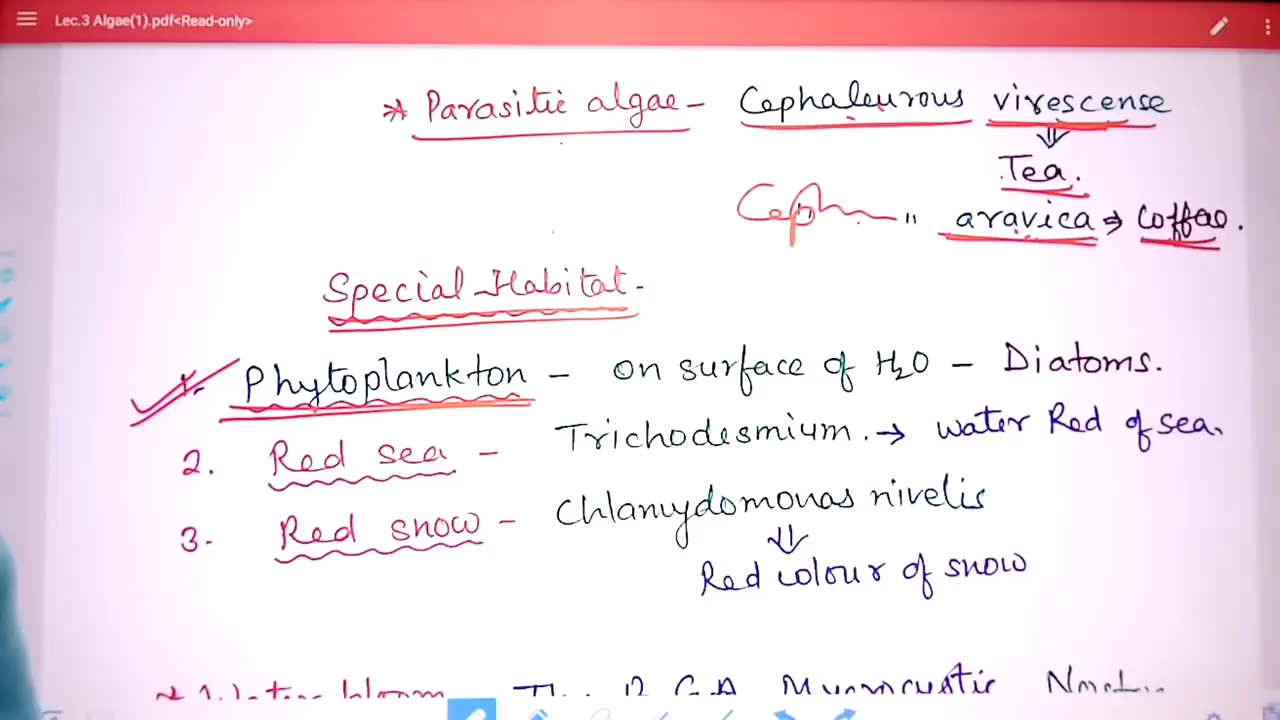 Lec.3 Algae(1).pdf<Read-only>
* Parasitic algae - Cephaleurous virescense
⇓
Tea.
Ceph " aravica ⇒ Coffae.
Special Habitat -
1. Phytoplankton - on surface of H2O - Diatoms.
2. Red sea - Trichodesmium. → water Red of sea.
3. Red snow - Chlamydomonas nivelis
⇓
Red colour of snow